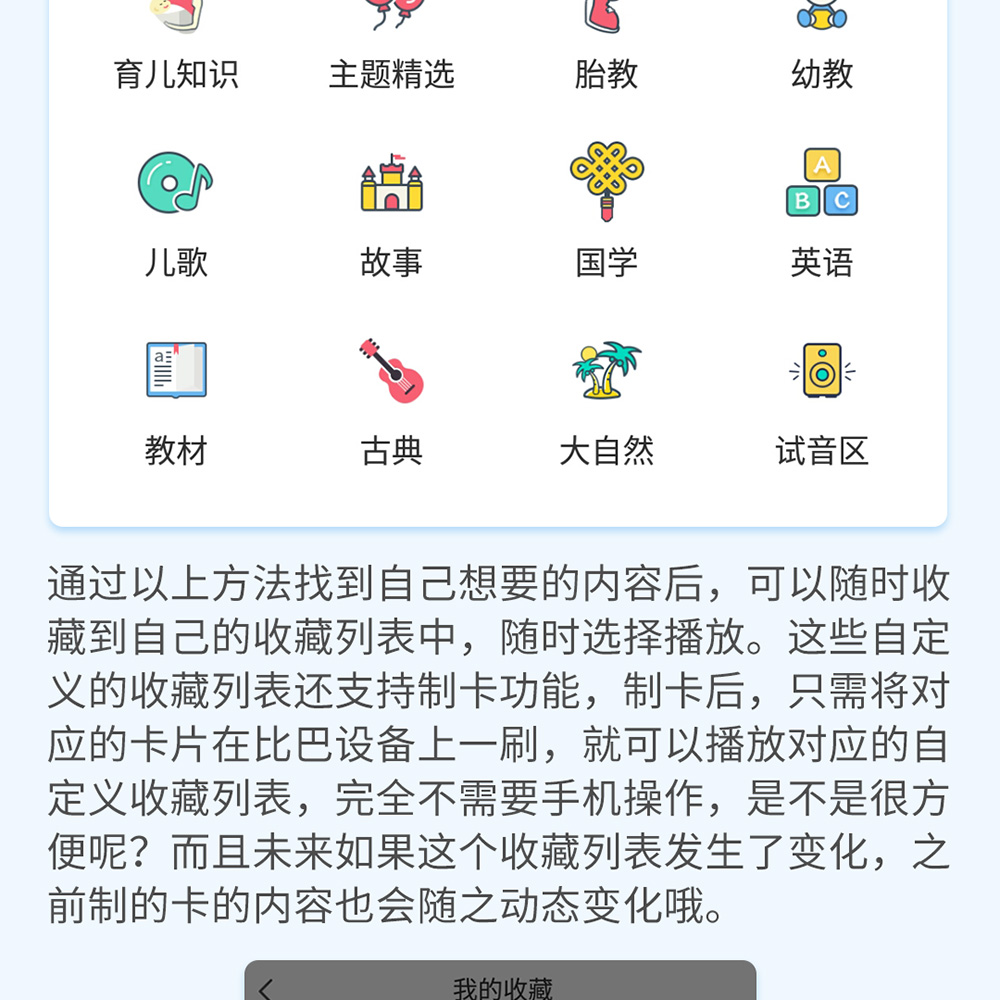 育儿知识 主题精选 胎教 幼教
A
B C
儿歌 故事 国学 英语
a
教材 古典 大自然 试音区
通过以上方法找到自己想要的内容后，可以随时收
藏到自己的收藏列表中，随时选择播放。这些自定
义的收藏列表还支持制卡功能，制卡后，只需将对
应的卡片在比巴设备上一刷，就可以播放对应的自
定义收藏列表，完全不需要手机操作，是不是很方
便呢？而且未来如果这个收藏列表发生了变化，之
前制的卡的内容也会随之动态变化哦。
我的收藏